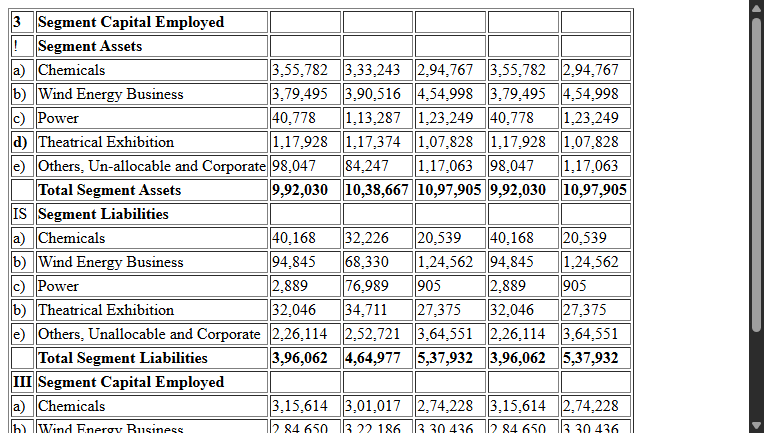 3 Segment Capital Employed
! Segment Assets
a) Chemicals 3,55,782 3,33,243 2,94,767 3,55,782 2,94,767
b) Wind Energy Business 3,79,495 3,90,516 4,54,998 3,79,495 4,54,998
c) Power 40,778 1,13,287 1,23,249 40,778 1,23,249
d) Theatrical Exhibition 1,17,928 1,17,374 1,07,828 1,17,928 1,07,828
e) Others, Un-allocable and Corporate 98,047 84,247 1,17,063 98,047 1,17,063
Total Segment Assets 9,92,030 10,38,667 10,97,905 9,92,030 10,97,905
IS Segment Liabilities
a) Chemicals 40,168 32,226 20,539 40,168 20,539
b) Wind Energy Business 94,845 68,330 1,24,562 94,845 1,24,562
c) Power 2,889 76,989 905 2,889 905
b) Theatrical Exhibition 32,046 34,711 27,375 32,046 27,375
e) Others, Unallocable and Corporate 2,26,114 2,52,721 3,64,551 2,26,114 3,64,551
Total Segment Liabilities 3,96,062 4,64,977 5,37,932 3,96,062 5,37,932
III Segment Capital Employed
a) Chemicals 3,15,614 3,01,017 2,74,228 3,15,614 2,74,228
b) Wind Energy Business 2,84,650 3,22,186 3,30,436 2,84,650 3,30,436